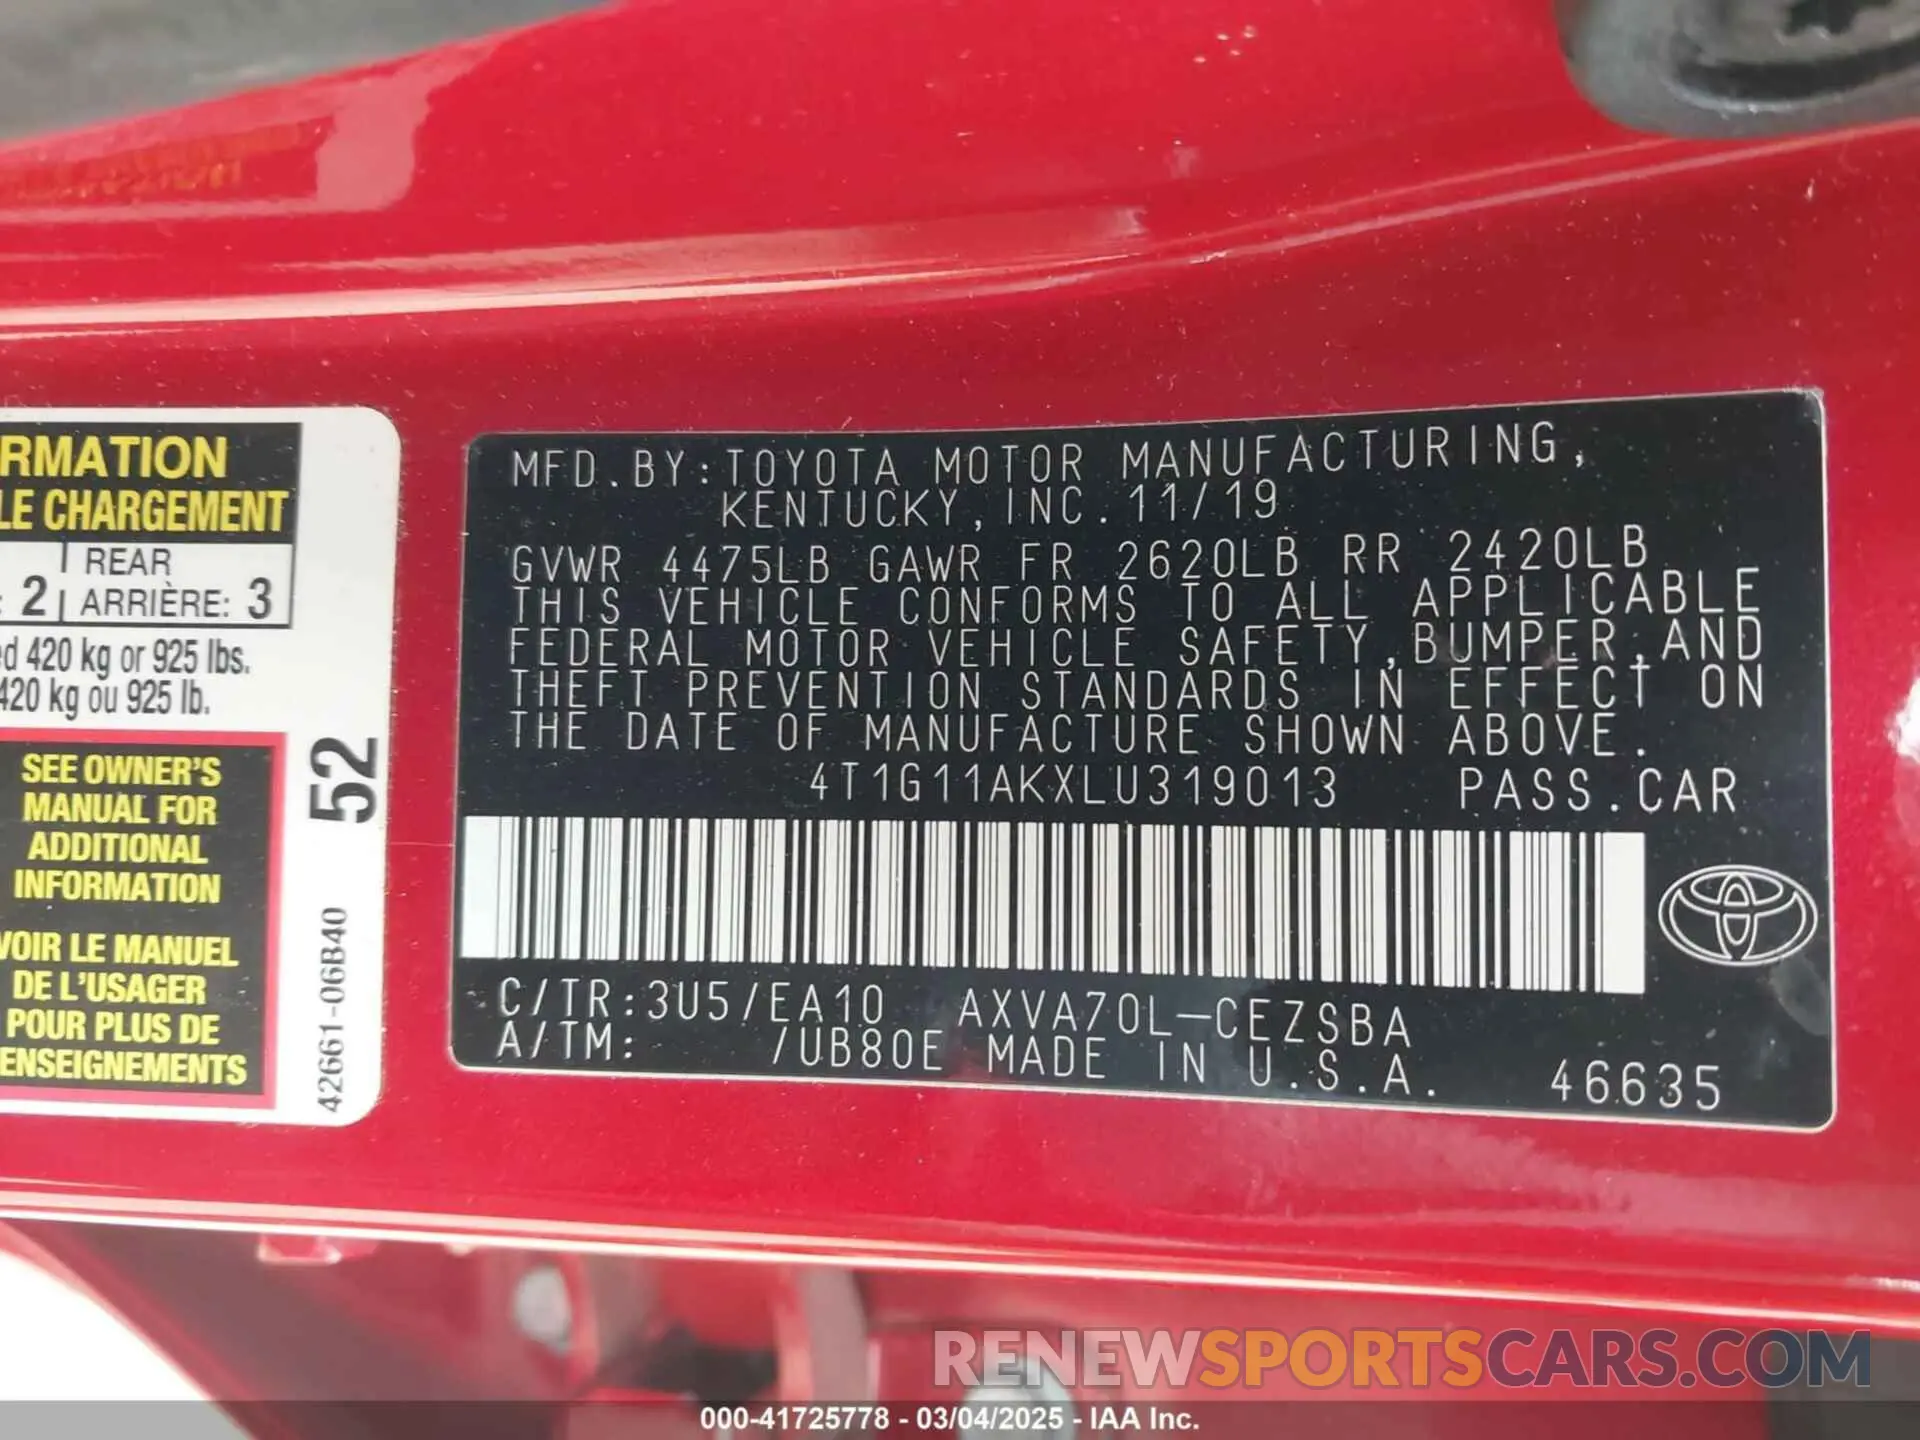 RMATION
LE CHARGEMENT
REAR
2 ARRIÈRE: 3
d 420 kg or 925 lbs.
420 kg ou 925 lb.
SEE OWNER'S
MANUAL FOR
ADDITIONAL
INFORMATION
VOIR LE MANUEL
DE L'USAGER
POUR PLUS DE
ENSEIGNEMENTS
52
42661-06B40
MFD. BY: TOYOTA MOTOR MANUFACTURING,
KENTUCKY, INC. 11/19
GVWR 4475LB GAWR FR 2620LB RR 2420LB
THIS VEHICLE CONFORMS TO ALL APPLICABLE
FEDERAL MOTOR VEHICLE SAFETY, BUMPER, AND
THEFT PREVENTION STANDARDS IN EFFECT ON
THE DATE OF MANUFACTURE SHOWN ABOVE.
4T1G11AKXLU319013 PASS. CAR
C/TR: 3U5/EA10 AXVA70L-CEZSBA
A/TM: /UB80E MADE IN U.S.A. 46635
RENEWSPORTSCARS.COM
000-41725778 - 03/04/2025 - IAA Inc.